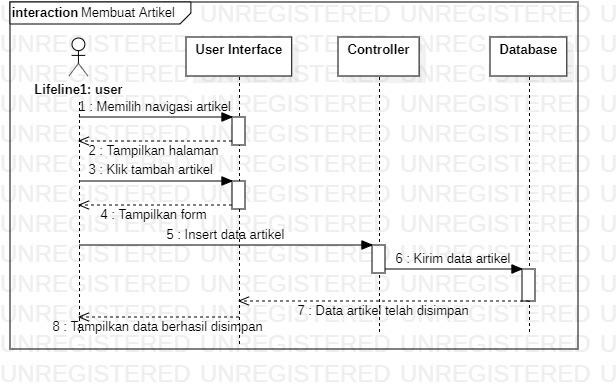 interaction Membuat Artikel
User Interface
Controller
Database
Lifeline1: user
1 : Memilih navigasi artikel
2 : Tampilkan halaman
3 : Klik tambah artikel
4 : Tampilkan form
5 : Insert data artikel
6 : Kirim data artikel
7 : Data artikel telah disimpan
8 : Tampilkan data berhasil disimpan
UNREGISTERED